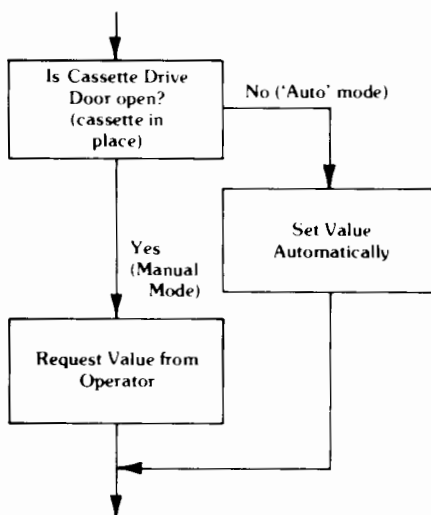 Is Cassette Drive
Door open?
(cassette in
place)
No ('Auto' mode)
Set Value
Automatically
Yes
(Manual
Mode)
Request Value from
Operator